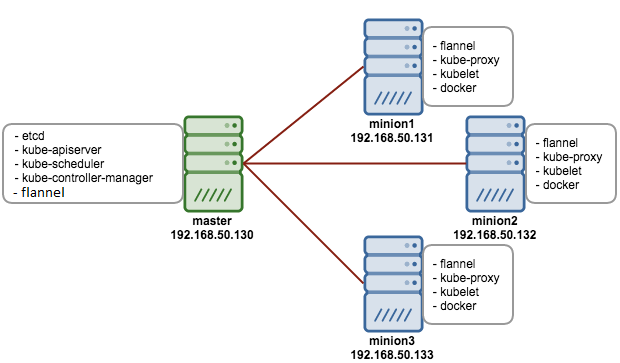 - etcd
- kube-apiserver
- kube-scheduler
- kube-controller-manager
- flannel
master
192.168.50.130
- flannel
- kube-proxy
- kubelet
- docker
minion1
192.168.50.131
- flannel
- kube-proxy
- kubelet
- docker
minion2
192.168.50.132
- flannel
- kube-proxy
- kubelet
- docker
minion3
192.168.50.133